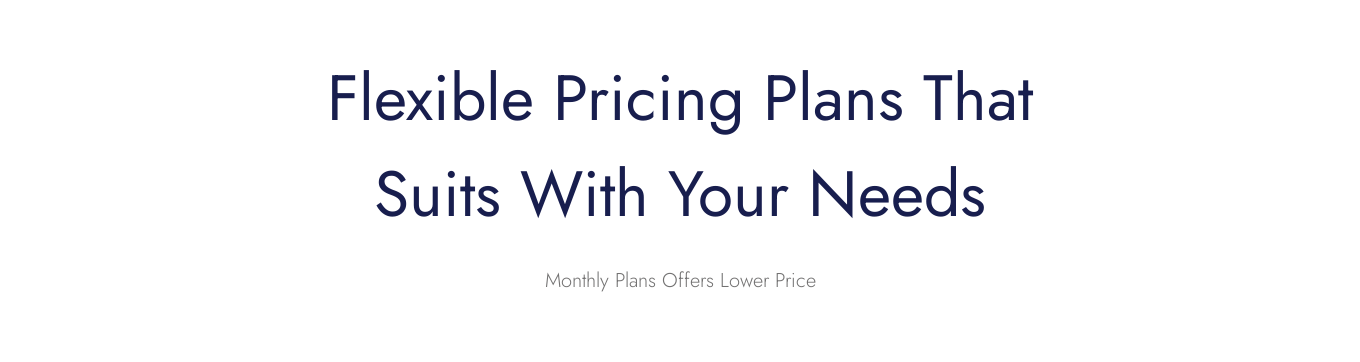 Flexible Pricing Plans That
Suits With Your Needs
Monthly Plans Offers Lower Price